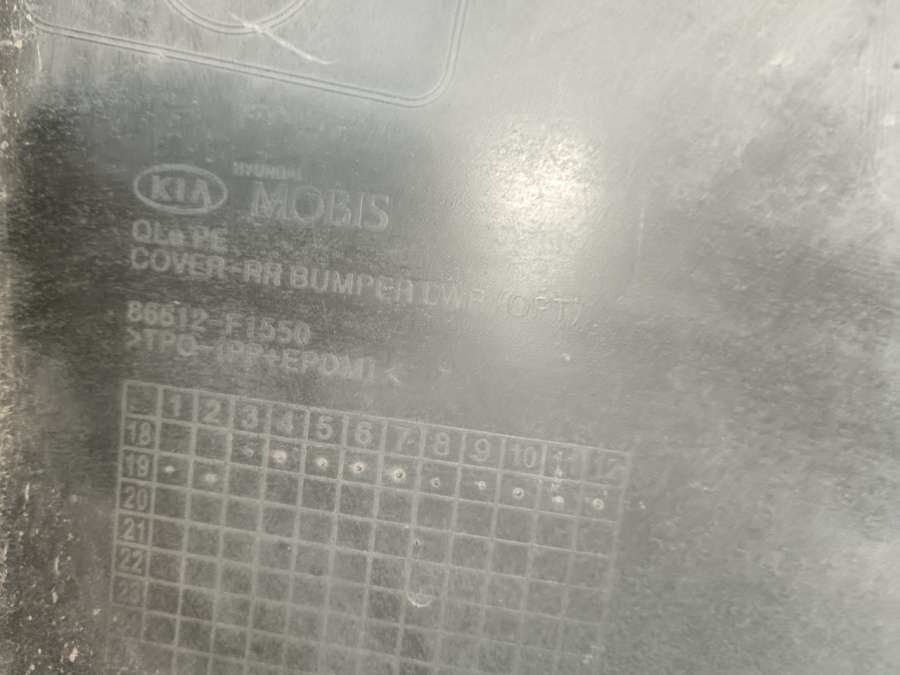 KIA HYUNDAI MOBIS
QLe PE
COVER-RR BUMPER LWR (OPT)
86612-F1550
>TPO-(PP+EPDM)<
1 2 3 4 5 6 7 8 9 10 11 12
18
19
20
21
22
23